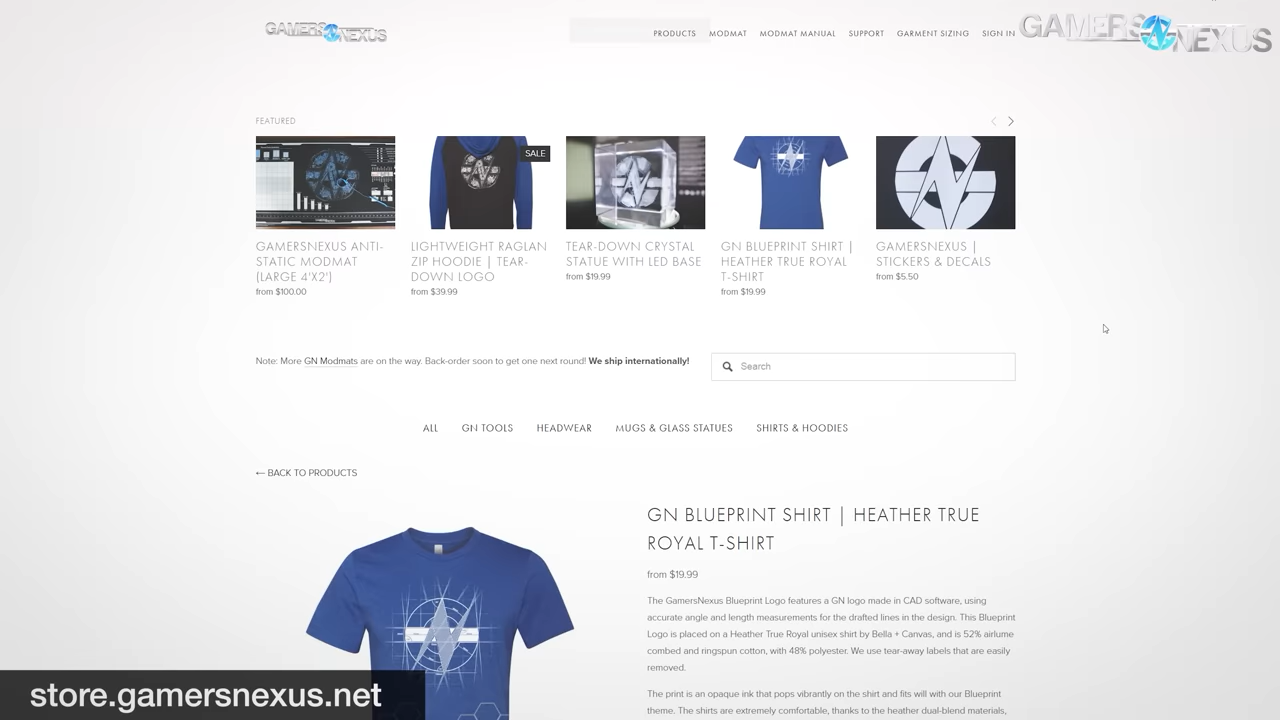 GAMERS NEXUS
PRODUCTS MODMAT MODMAT MANUAL SUPPORT GARMENT SIZING SIGN IN
GAMERS NEXUS
FEATURED
SALE
GAMERSNEXUS ANTI-
STATIC MODMAT
(LARGE 4'X2')
from $100.00
LIGHTWEIGHT RAGLAN
ZIP HOODIE | TEAR-
DOWN LOGO
from $39.99
TEAR-DOWN CRYSTAL
STATUE WITH LED BASE
from $19.99
GN BLUEPRINT SHIRT |
HEATHER TRUE ROYAL
T-SHIRT
from $19.99
GAMERSNEXUS |
STICKERS & DECALS
from $5.50
Note: More GN Modmats are on the way. Back-order soon to get one next round! We ship internationally!
Search
ALL GN TOOLS HEADWEAR MUGS & GLASS STATUES SHIRTS & HOODIES
← BACK TO PRODUCTS
GN BLUEPRINT SHIRT | HEATHER TRUE
ROYAL T-SHIRT
from $19.99
The GamersNexus Blueprint Logo features a GN logo made in CAD software, using
accurate angle and length measurements for the drafted lines in the design. This Blueprint
Logo is placed on a Heather True Royal unisex shirt by Bella + Canvas, and is 52% airlume
combed and ringspun cotton, with 48% polyester. We use tear-away labels that are easily
removed.
The print is an opaque ink that pops vibrantly on the shirt and fits will with our Blueprint
theme. The shirts are extremely comfortable, thanks to the heather dual-blend materials,
store.gamersnexus.net